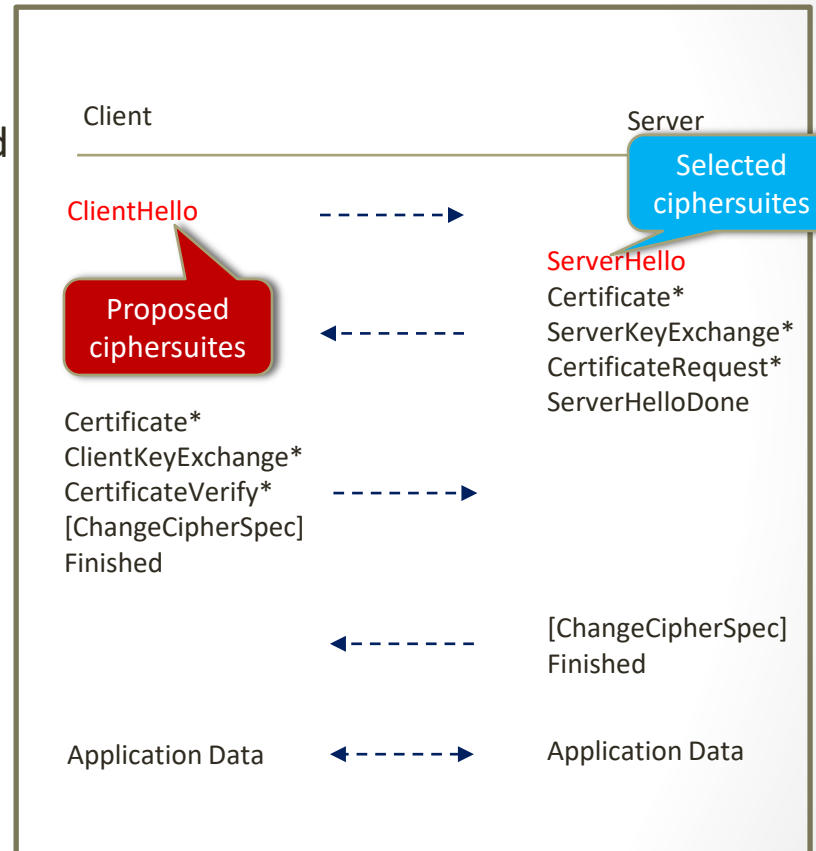 Client
Server
Selected
ciphersuites
ClientHello
ServerHello
Proposed
ciphersuites
Certificate*
ServerKeyExchange*
CertificateRequest*
ServerHelloDone
Certificate*
ClientKeyExchange*
CertificateVerify*
[ChangeCipherSpec]
Finished
[ChangeCipherSpec]
Finished
Application Data
Application Data